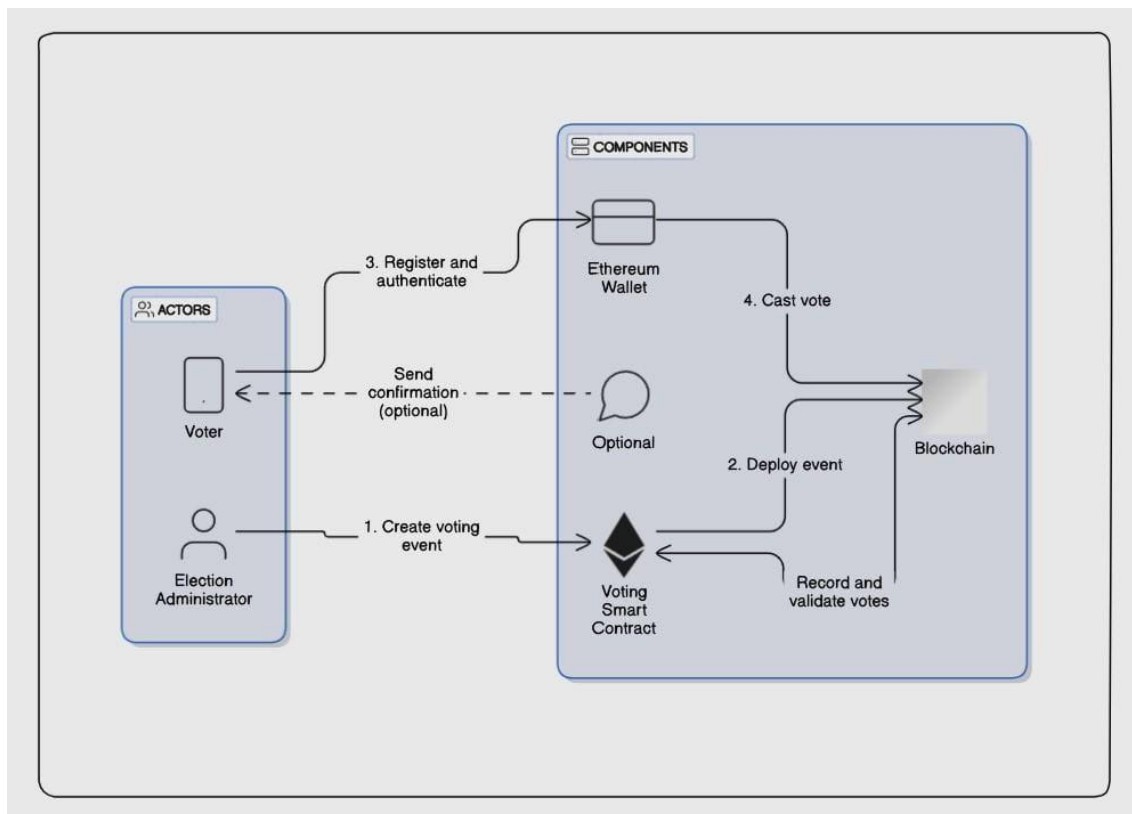 COMPONENTS
3. Register and
authenticate
Ethereum
Wallet
4. Cast vote
ACTORS
Voter
Send
confirmation
(optional)
Optional
2. Deploy event
Blockchain
Election
Administrator
1. Create voting
event
Voting
Smart
Contract
Record and
validate votes